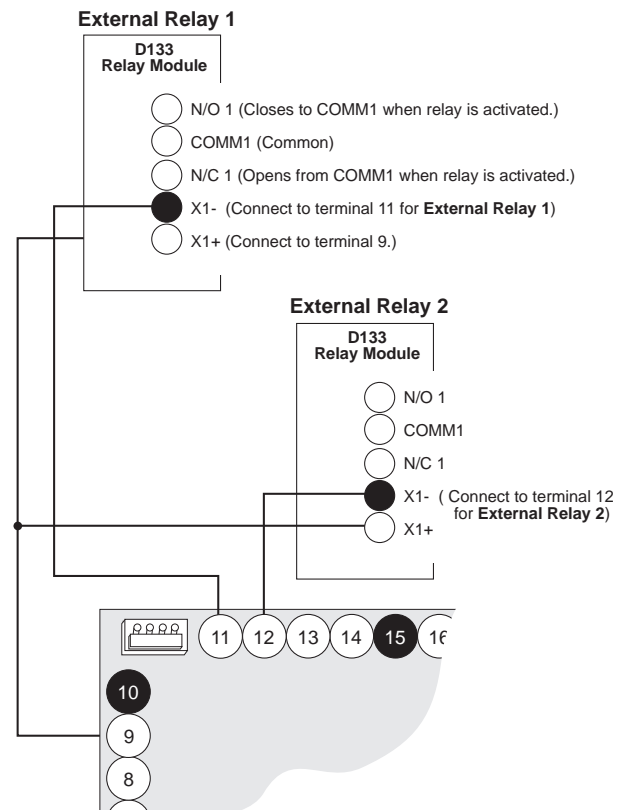 External Relay 1
D133
Relay Module
N/O 1 (Closes to COMM1 when relay is activated.)
COMM1 (Common)
N/C 1 (Opens from COMM1 when relay is activated.)
X1- (Connect to terminal 11 for External Relay 1)
X1+ (Connect to terminal 9.)
External Relay 2
D133
Relay Module
N/O 1
COMM1
N/C 1
X1- ( Connect to terminal 12
for External Relay 2)
X1+
11 12 13 14 15 16
10
9
8